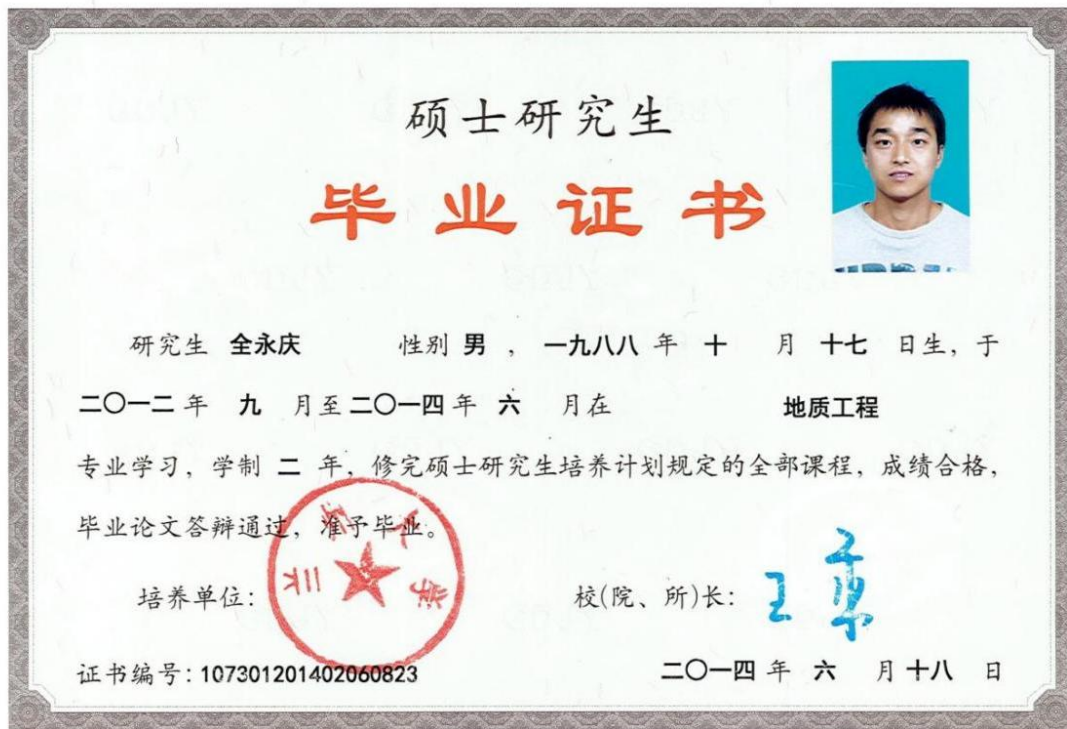 硕士研究生
毕业证书
研究生 全永庆 性别 男 ， 一九八八 年 十 月 十七 日生，于
二〇一二 年 九 月至 二〇一四 年 六 月在 地质工程
专业学习，学制 二 年，修完硕士研究生培养计划规定的全部课程，成绩合格，
毕业论文答辩通过，准予毕业。
培养单位：
校(院、所)长：
证书编号：107301201402060823
二〇一四 年 六 月 十八 日